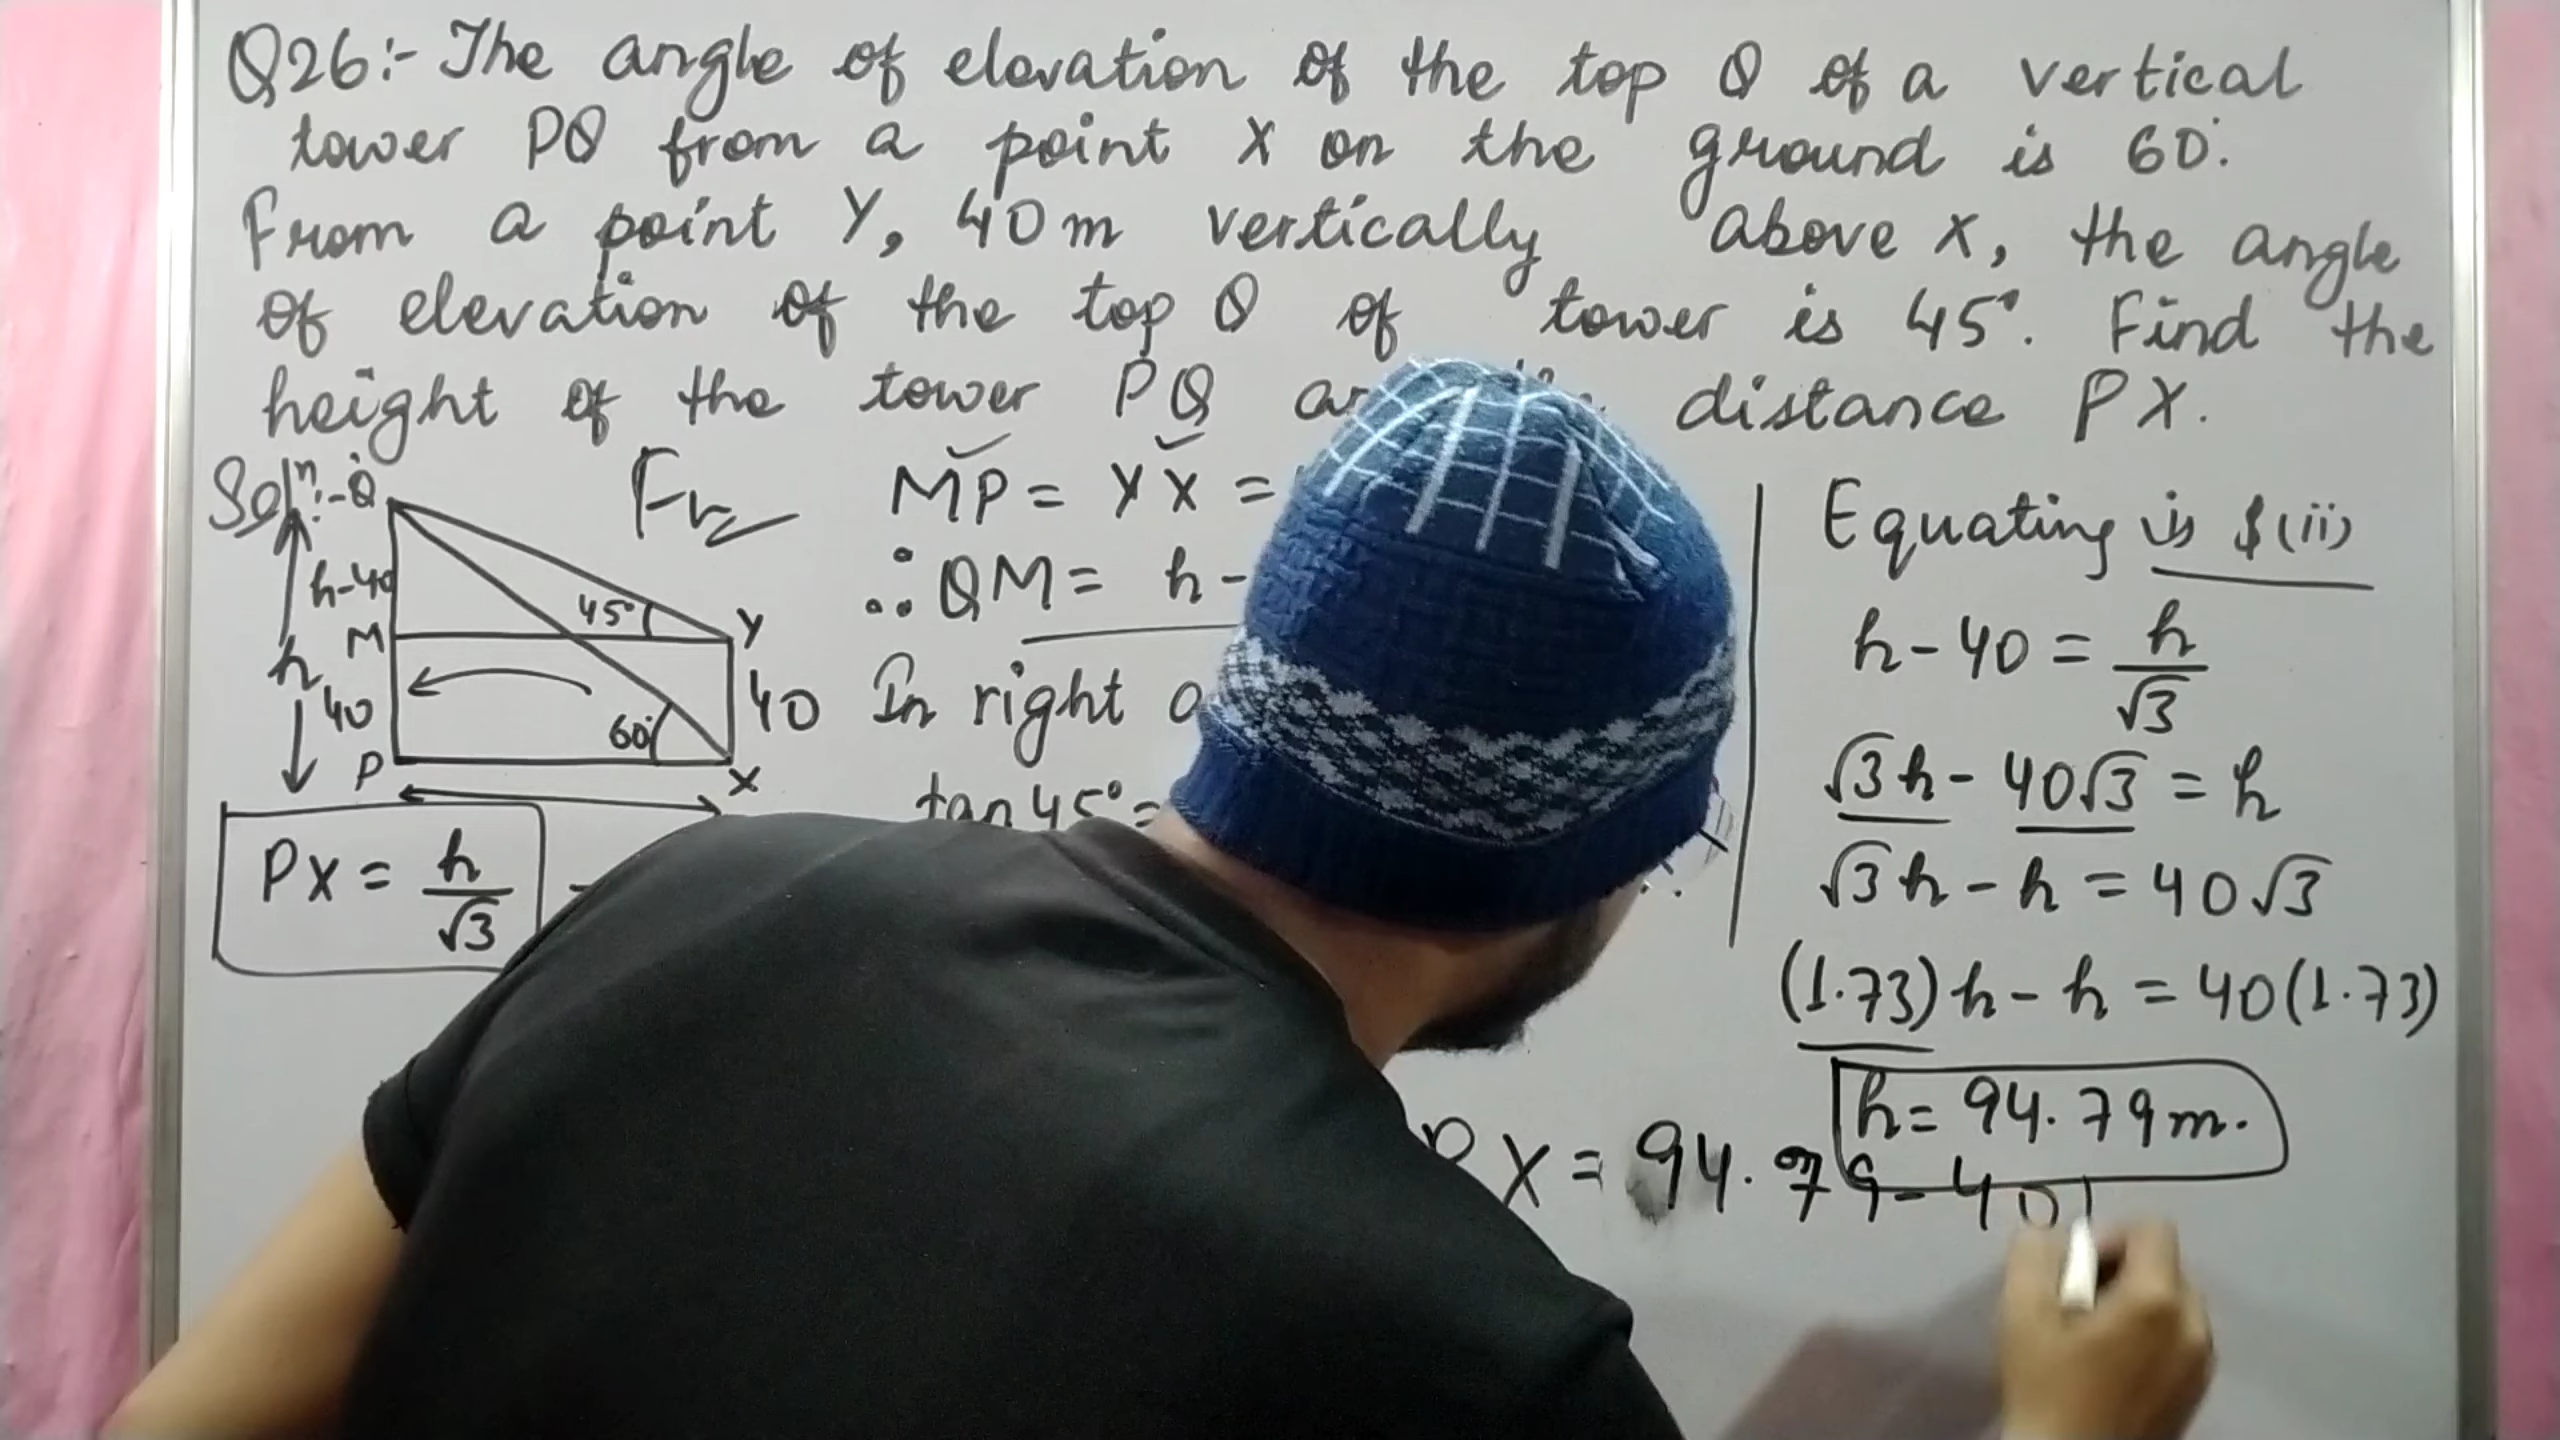 Q26:- The angle of elevation of the top Q of a vertical
tower PQ from a point X on the ground is 60°.
From a point Y, 40m vertically above X, the angle
of elevation of the top Q of tower is 45°. Find the
height of the tower PQ distance PX.
Solⁿ:-
Q
h-40
M
h
40
P
45°
Y
40
60°
X
PX = h/√3
MP = YX =
∴ QM = h -
In right
tan 45° =
Equating (i) $ (ii)
h - 40 = h/√3
√3h - 40√3 = h
√3h - h = 40√3
(1.73)h - h = 40(1.73)
h = 94.79m.
PX = 94.79 - 40